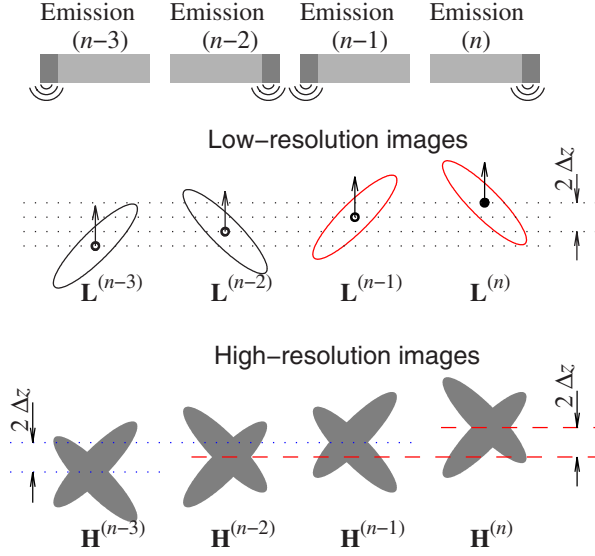 Emission Emission Emission Emission
(n−3) (n−2) (n−1) (n)
Low−resolution images
2 Δz
L(n−3) L(n−2) L(n−1) L(n)
High−resolution images
2 Δz 2 Δz
H(n−3) H(n−2) H(n−1) H(n)